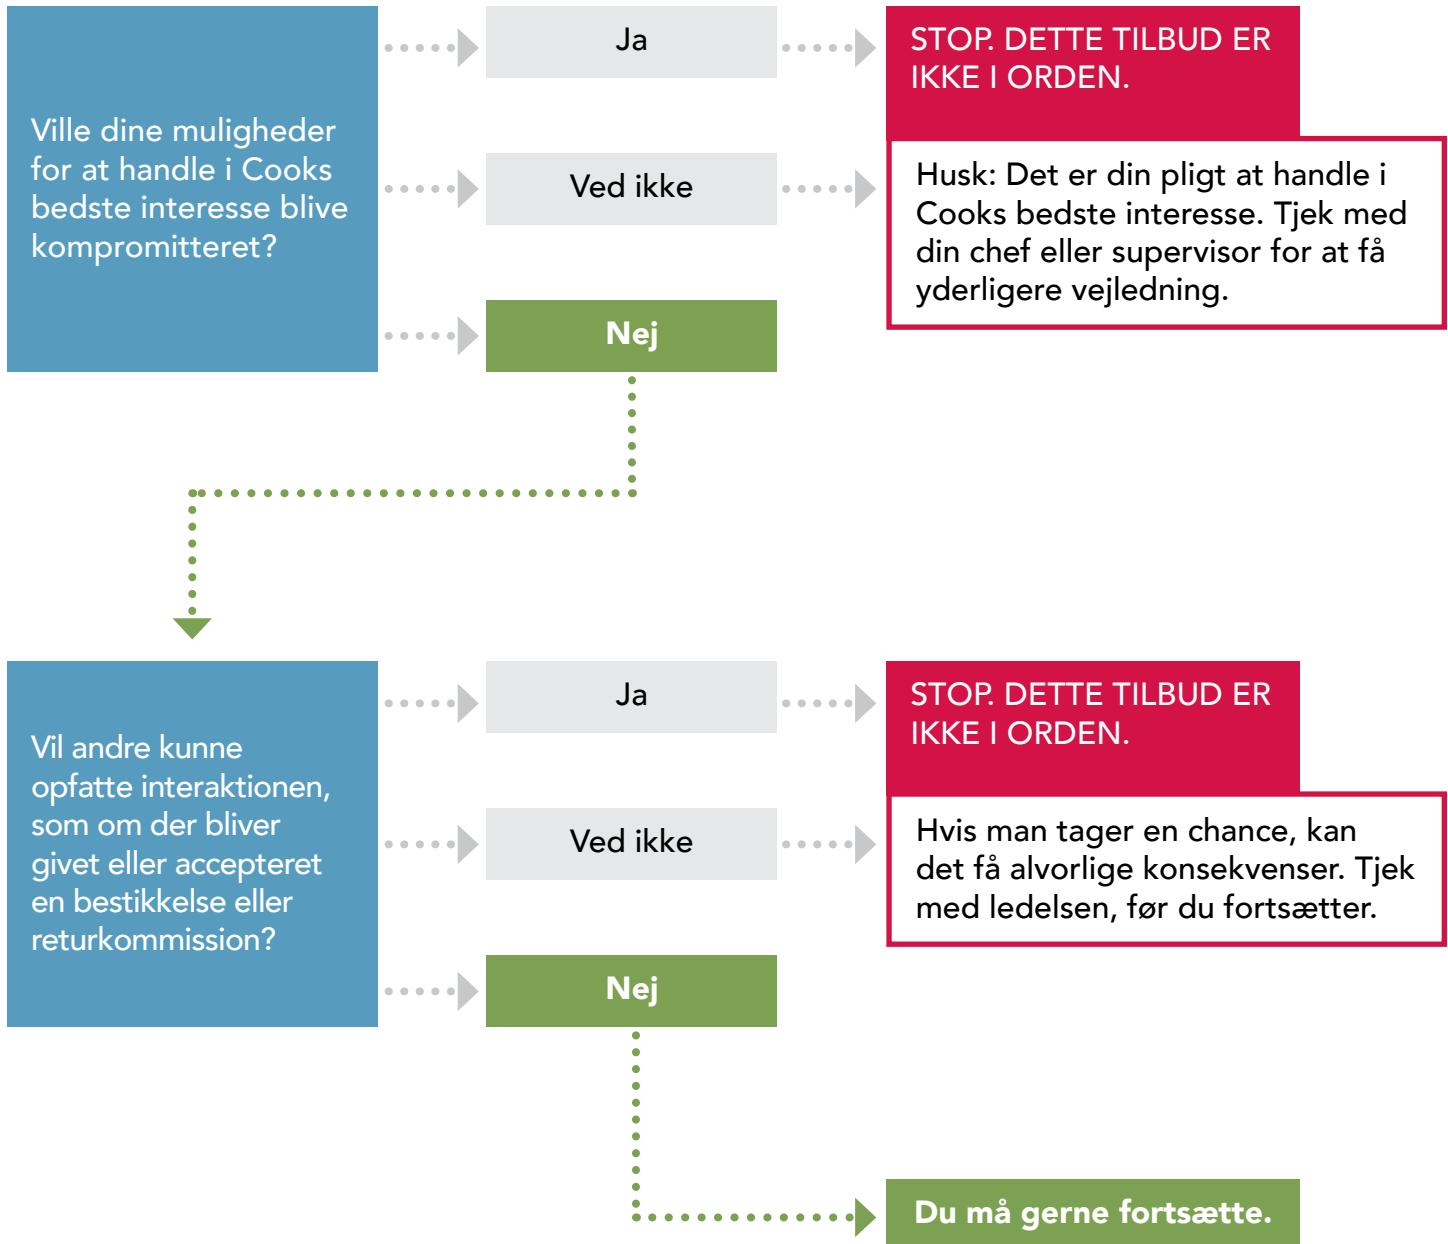 Ville dine muligheder
for at handle i Cooks
bedste interesse blive
kompromitteret?
Ja
STOP. DETTE TILBUD ER
IKKE I ORDEN.
Ved ikke
Husk: Det er din pligt at handle i
Cooks bedste interesse. Tjek med
din chef eller supervisor for at få
yderligere vejledning.
Nej
Vil andre kunne
opfatte interaktionen,
som om der bliver
givet eller accepteret
en bestikkelse eller
returkommission?
Ja
STOP. DETTE TILBUD ER
IKKE I ORDEN.
Ved ikke
Hvis man tager en chance, kan
det få alvorlige konsekvenser. Tjek
med ledelsen, før du fortsætter.
Nej
Du må gerne fortsætte.